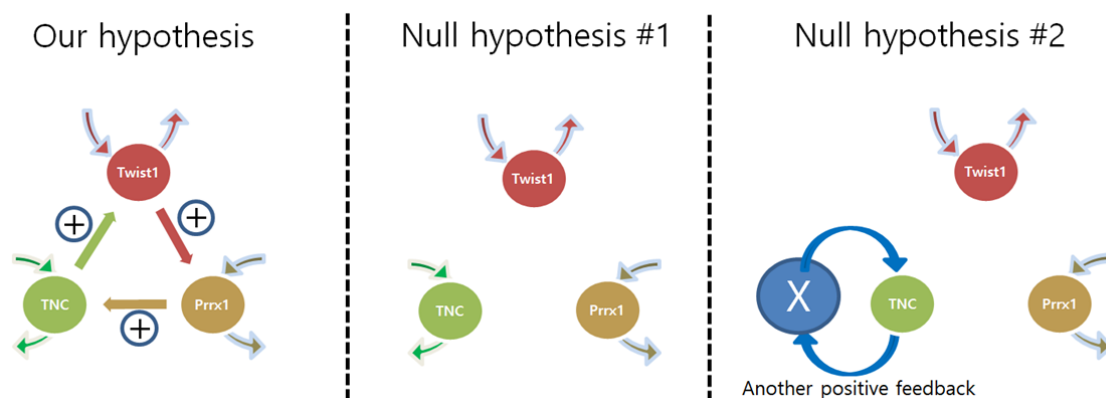 Our hypothesis
Twist1
+
+
TNC
Prrx1
+
Null hypothesis #1
Twist1
TNC
Prrx1
Null hypothesis #2
Twist1
X
TNC
Prrx1
Another positive feedback